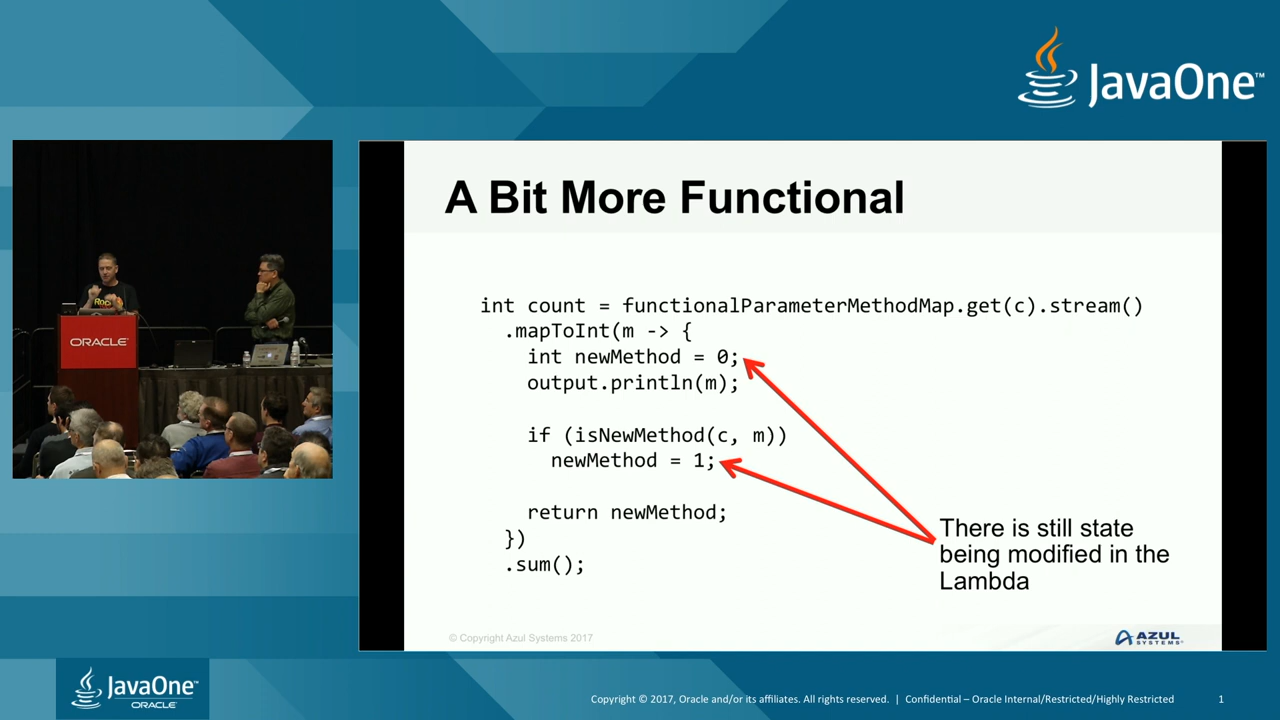 JavaOne™
A Bit More Functional
int count = functionalParameterMethodMap.get(c).stream()
.mapToInt(m -> {
int newMethod = 0;
output.println(m);
if (isNewMethod(c, m))
newMethod = 1;
return newMethod;
})
.sum();
There is still state
being modified in the
Lambda
© Copyright Azul Systems 2017
AZUL
SYSTEMS
ORACLE
JavaOne™
ORACLE
Copyright © 2017, Oracle and/or its affiliates. All rights reserved. | Confidential – Oracle Internal/Restricted/Highly Restricted
1